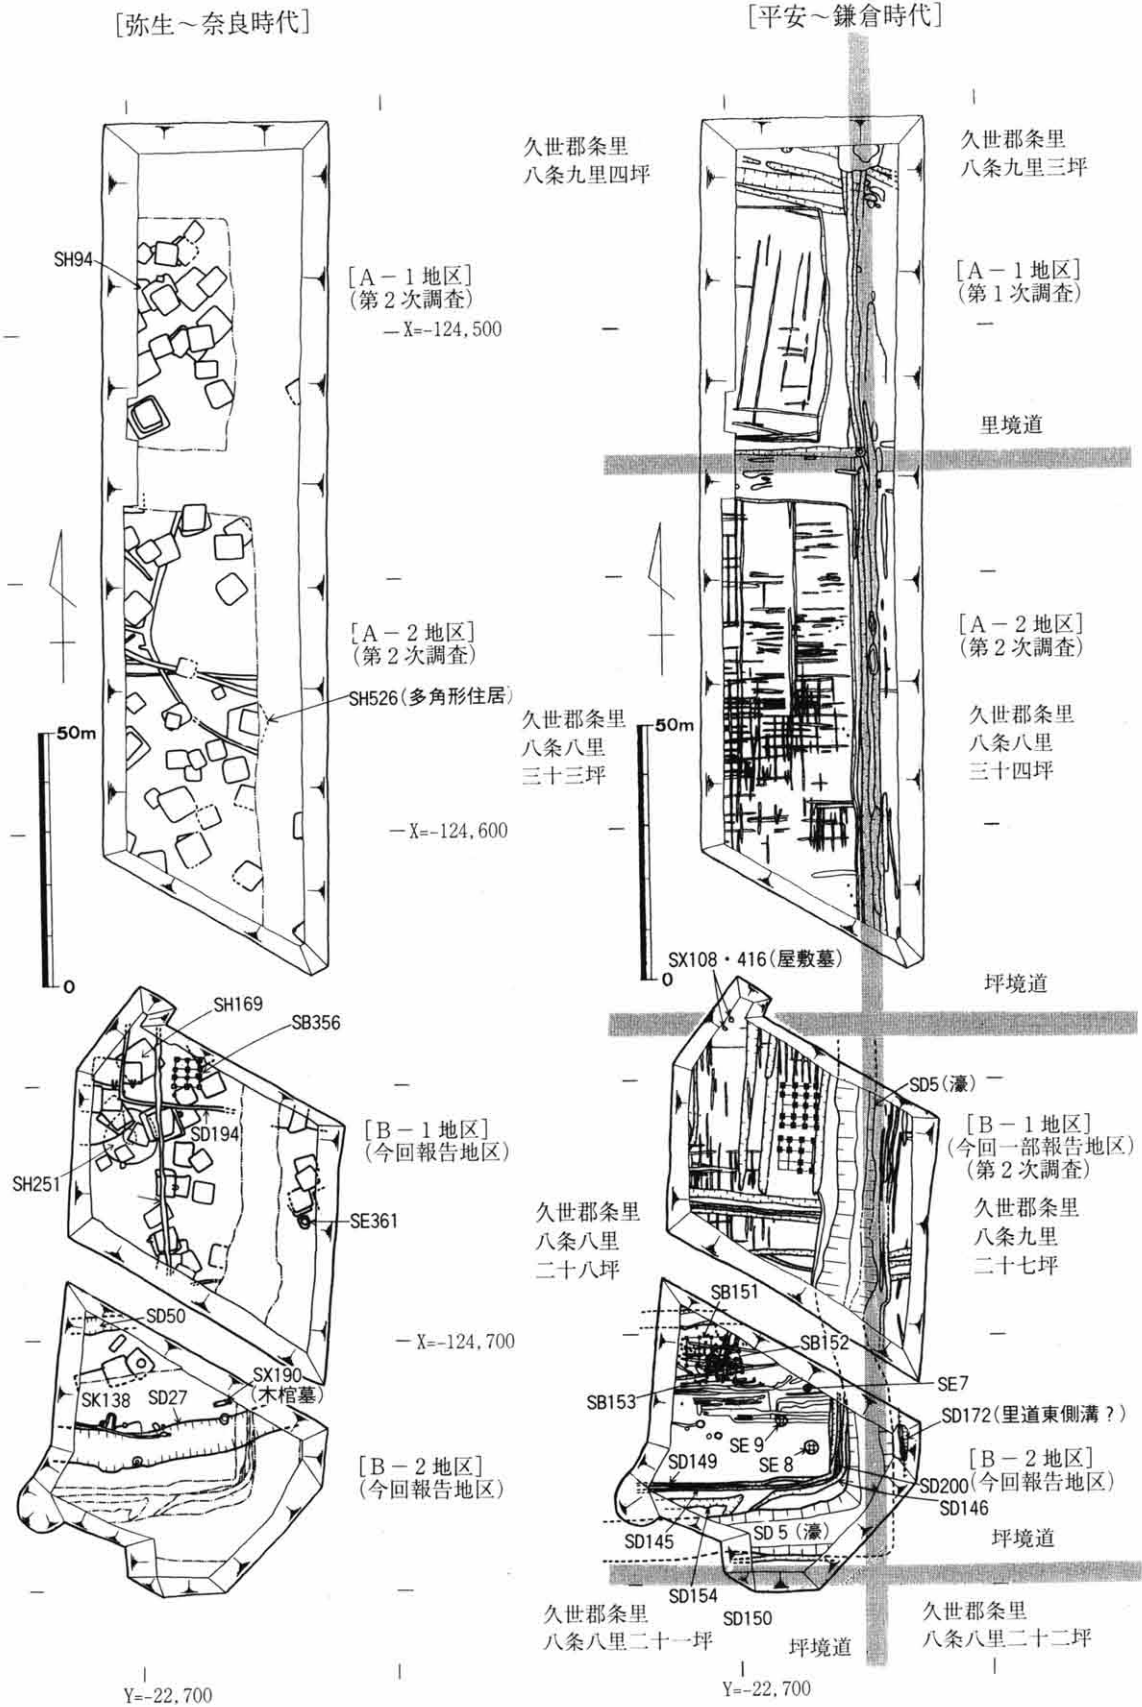 [弥生～奈良時代]
SH94
[A－1地区]
(第2次調査)
X=-124,500
[A－2地区]
(第2次調査)
SH526(多角形住居)
50m
X=-124,600
0
SH169
SB356
SD194
[B－1地区]
(今回報告地区)
SH251
SE361
SD50
X=-124,700
SX190
(木棺墓)
SK138
SD27
[B－2地区]
(今回報告地区)
Y=-22,700
[平安～鎌倉時代]
久世郡条里
八条九里四坪
久世郡条里
八条九里三坪
[A－1地区]
(第1次調査)
里境道
[A－2地区]
(第2次調査)
久世郡条里
八条八里
三十三坪
50m
久世郡条里
八条八里
三十四坪
SX108・416(屋敷墓)
0
坪境道
SD5(濠)
[B－1地区]
(今回一部報告地区)
(第2次調査)
久世郡条里
八条八里
二十八坪
久世郡条里
八条九里
二十七坪
SB151
SB152
SB153
SE7
SD172(里道東側溝？)
SE9
SE8
SD149
[B－2地区]
SD200(今回報告地区)
SD146
SD145
SD5(濠)
坪境道
SD154
SD150
久世郡条里
八条八里二十一坪
久世郡条里
八条八里二十二坪
坪境道
Y=-22,700